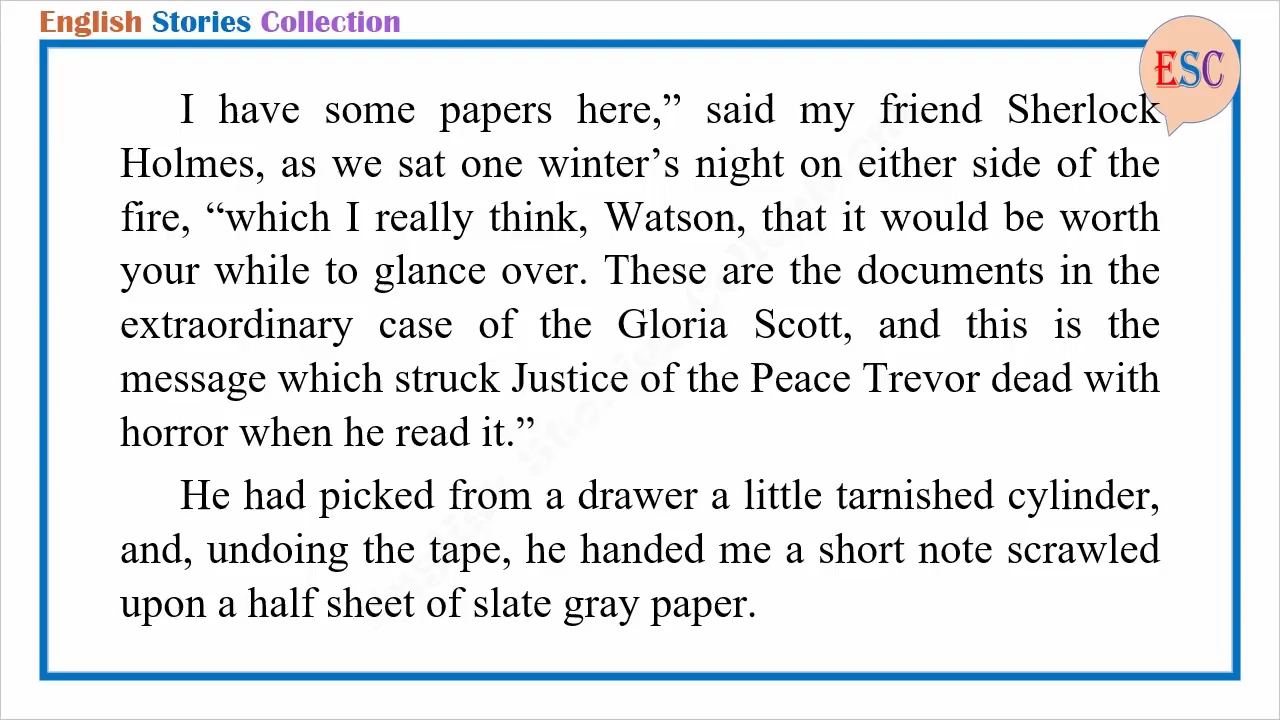 English Stories Collection
ESC
I have some papers here,” said my friend Sherlock
Holmes, as we sat one winter’s night on either side of the
fire, “which I really think, Watson, that it would be worth
your while to glance over. These are the documents in the
extraordinary case of the Gloria Scott, and this is the
message which struck Justice of the Peace Trevor dead with
horror when he read it.”
He had picked from a drawer a little tarnished cylinder,
and, undoing the tape, he handed me a short note scrawled
upon a half sheet of slate gray paper.